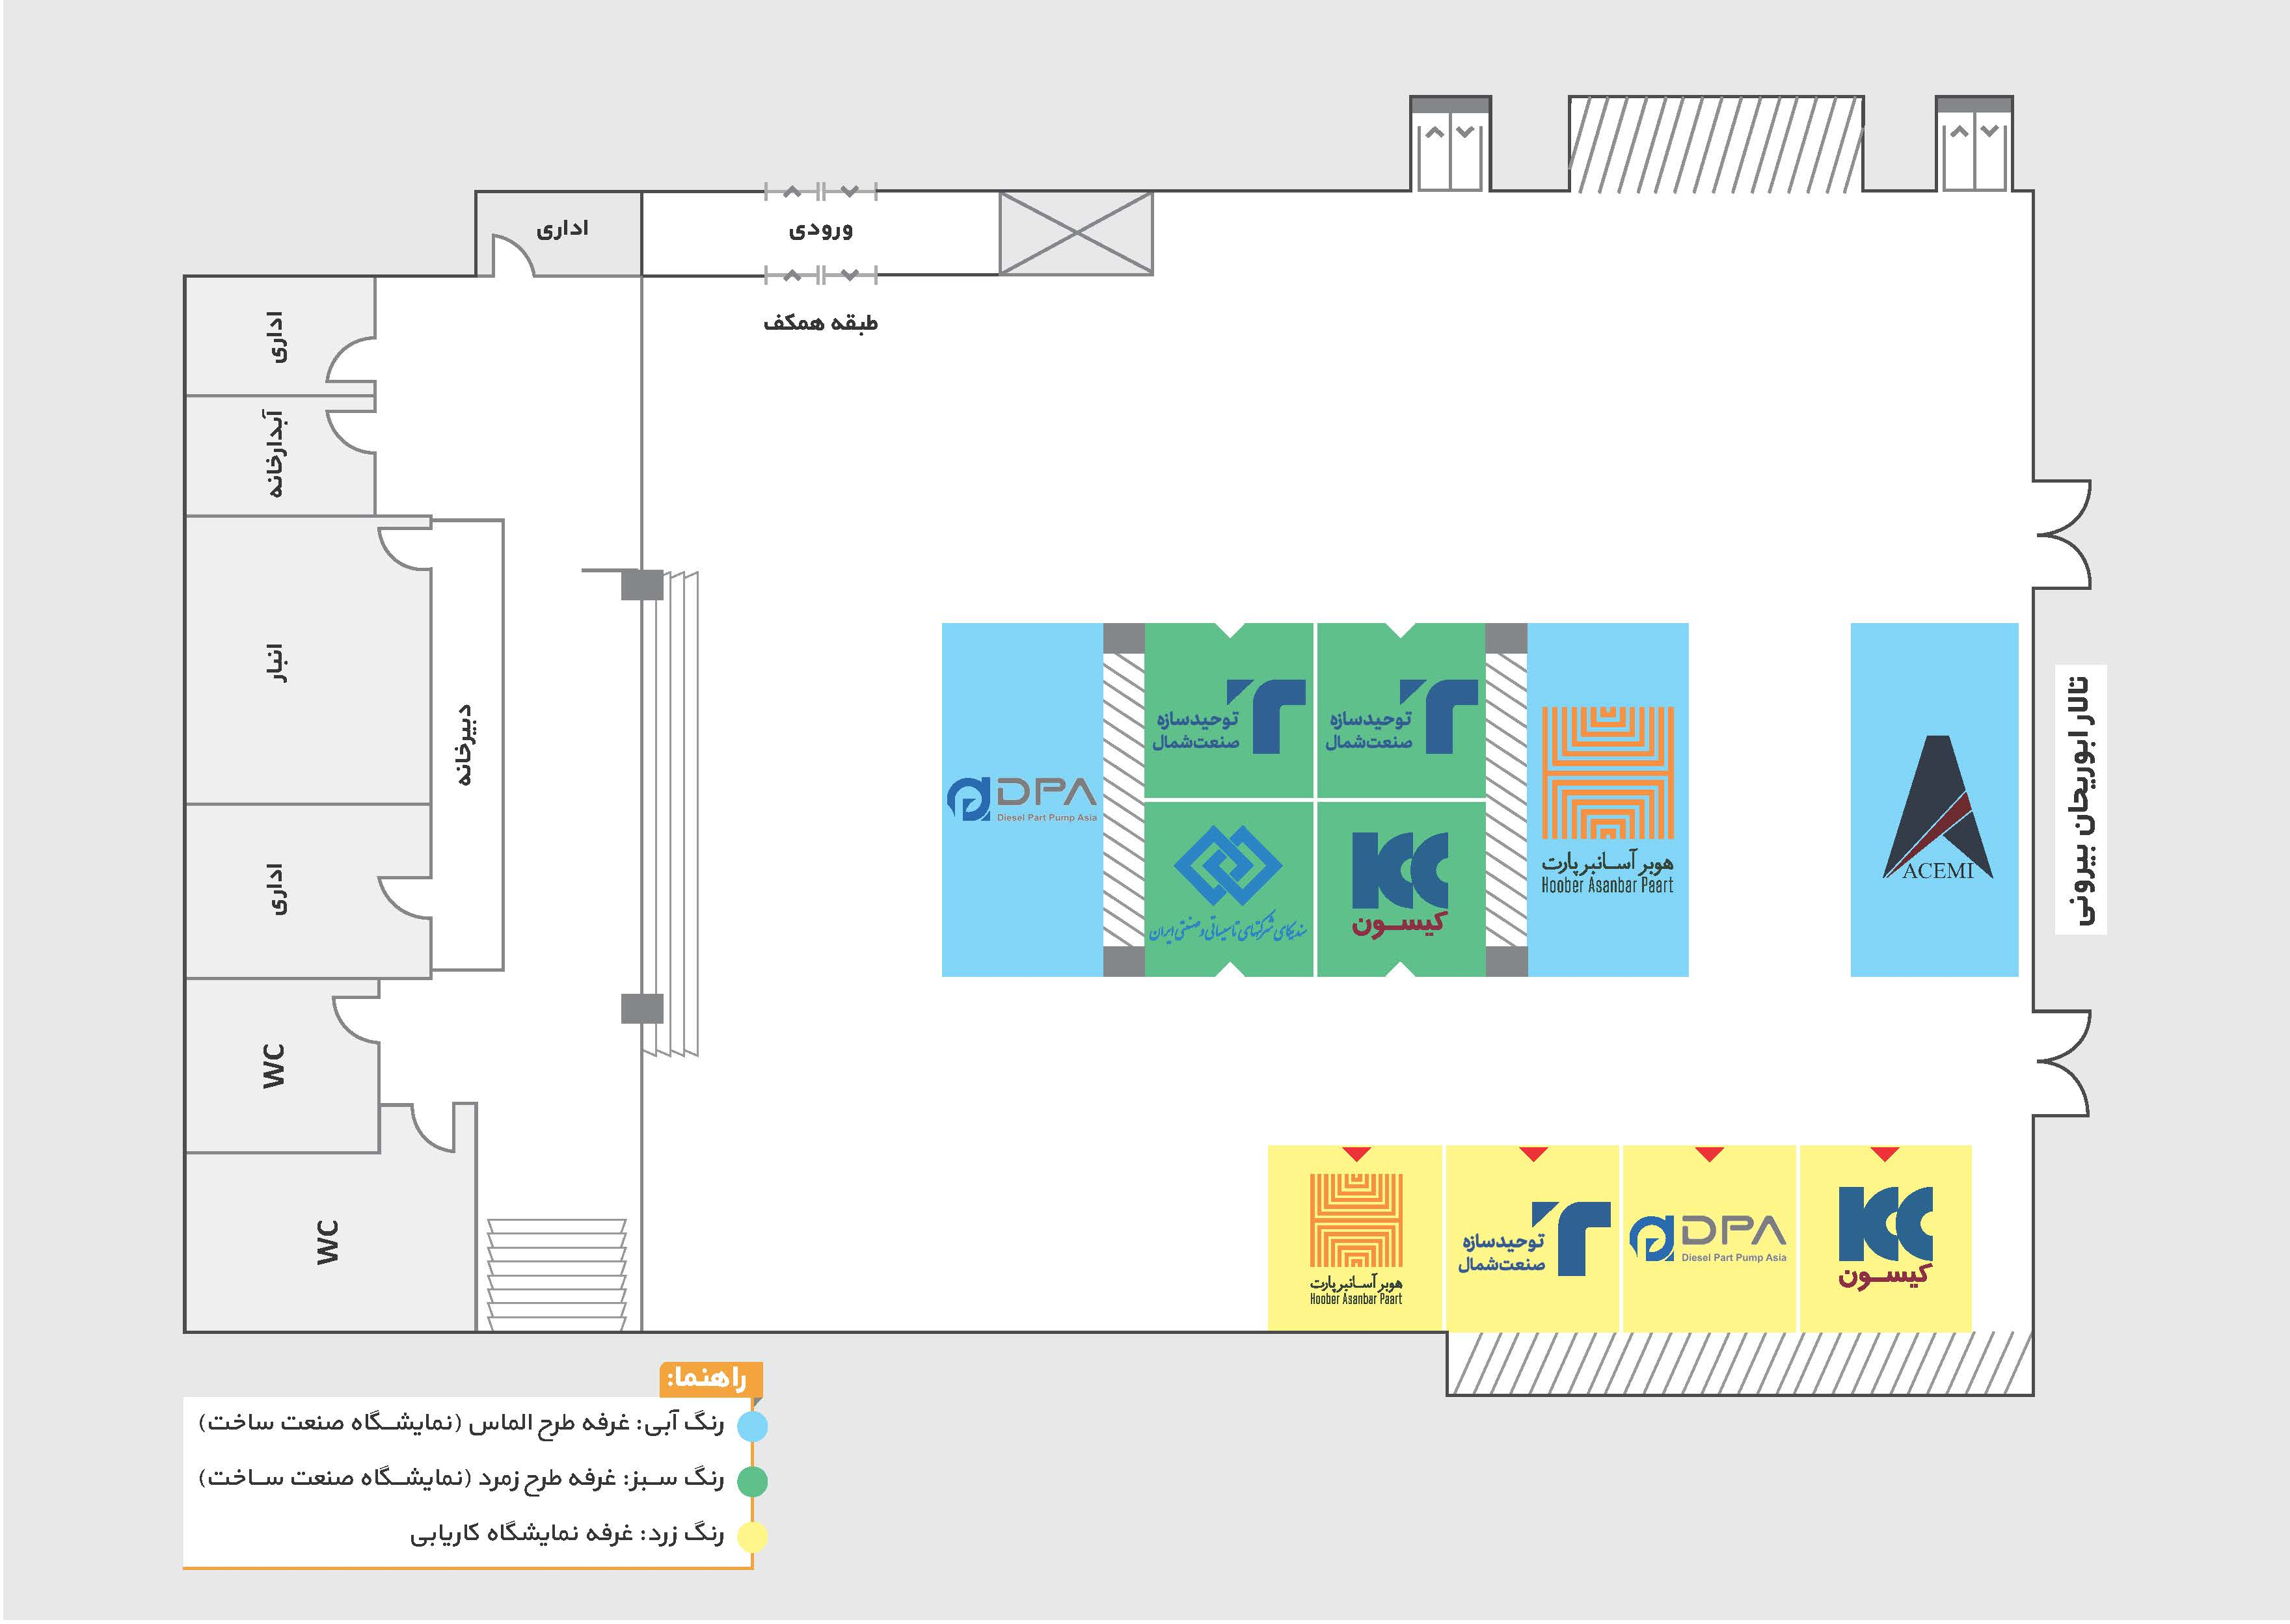 اداری
ورودی
طبقه همکف
اداری
آبدارخانه
انبار
دبیرخانه
اداری
WC
WC
DPA
Diesel Part Pump Asia
توحیدسازه
صنعت‌شمال
توحیدسازه
صنعت‌شمال
سندیکای شرکتهای تاسیساتی و صنعتی ایران
KC
کیسون
هوبر آسانبر پارت
Hoober Asanbar Paart
ACEMI
تالار ابوریحان بیرونی
هوبر آسانبر پارت
Hoober Asanbar Paart
توحیدسازه
صنعت‌شمال
DPA
Diesel Part Pump Asia
KC
کیسون
راهنما:
رنگ آبی: غرفه طرح الماس (نمایشگاه صنعت ساخت)
رنگ سبز: غرفه طرح زمرد (نمایشگاه صنعت ساخت)
رنگ زرد: غرفه نمایشگاه کاریابی